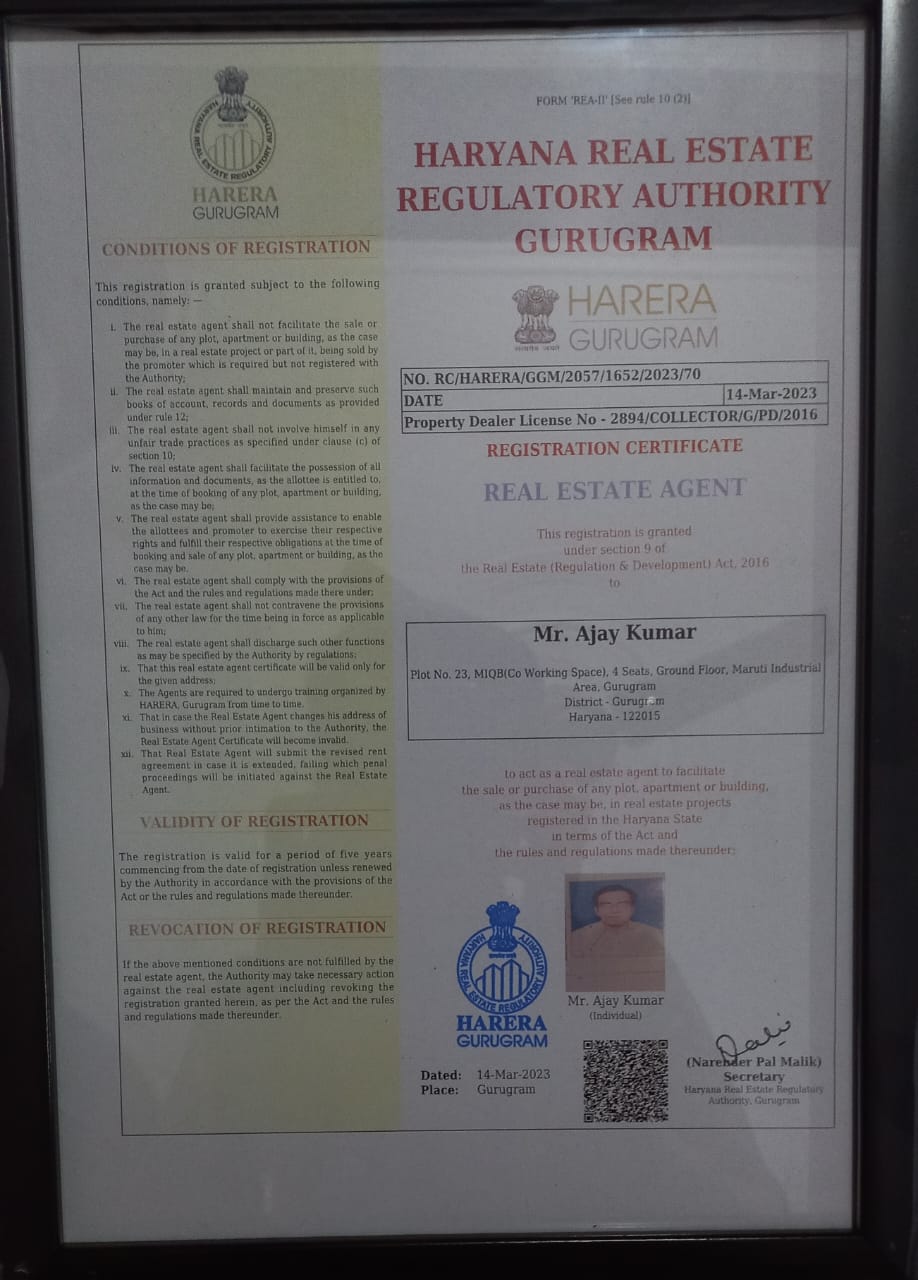 HARYANA REAL ESTATE REGULATORY AUTHORITY
HARERA
GURUGRAM
CONDITIONS OF REGISTRATION
This registration is granted subject to the following
conditions, namely: —
i. The real estate agent shall not facilitate the sale or
purchase of any plot, apartment or building, as the case
may be, in a real estate project or part of it, being sold by
the promoter which is required but not registered with
the Authority;
ii. The real estate agent shall maintain and preserve such
books of account, records and documents as provided
under rule 12;
iii. The real estate agent shall not involve himself in any
unfair trade practices as specified under clause (c) of
section 10;
iv. The real estate agent shall facilitate the possession of all
information and documents, as the allottee is entitled to,
at the time of booking of any plot, apartment or building,
as the case may be;
v. The real estate agent shall provide assistance to enable
the allottees and promoter to exercise their respective
rights and fulfill their respective obligations at the time of
booking and sale of any plot, apartment or building, as the
case may be.
vi. The real estate agent shall comply with the provisions of
the Act and the rules and regulations made there under;
vii. The real estate agent shall not contravene the provisions
of any other law for the time being in force as applicable
to him;
viii. The real estate agent shall discharge such other functions
as may be specified by the Authority by regulations;
ix. That this real estate agent certificate will be valid only for
the given address;
x. The Agents are required to undergo training organized by
HARERA, Gurugram from time to time.
xi. That in case the Real Estate Agent changes his address of
business without prior intimation to the Authority, the
Real Estate Agent Certificate will become invalid.
xii. That Real Estate Agent will submit the revised rent
agreement in case it is extended, failing which penal
proceedings will be initiated against the Real Estate
Agent.
VALIDITY OF REGISTRATION
The registration is valid for a period of five years
commencing from the date of registration unless renewed
by the Authority in accordance with the provisions of the
Act or the rules and regulations made thereunder.
REVOCATION OF REGISTRATION
If the above mentioned conditions are not fulfilled by the
real estate agent, the Authority may take necessary action
against the real estate agent including revoking the
registration granted herein, as per the Act and the rules
and regulations made thereunder.
FORM 'REA-II' [See rule 10 (2)]
HARYANA REAL ESTATE
REGULATORY AUTHORITY
GURUGRAM
सत्यमेव जयते
HARERA
GURUGRAM
NO. RC/HARERA/GGM/2057/1652/2023/70
DATE 14-Mar-2023
Property Dealer License No - 2894/COLLECTOR/G/PD/2016
REGISTRATION CERTIFICATE
REAL ESTATE AGENT
This registration is granted
under section 9 of
the Real Estate (Regulation & Development) Act, 2016
to
Mr. Ajay Kumar
Plot No. 23, MIQB(Co Working Space), 4 Seats, Ground Floor, Maruti Industrial
Area, Gurugram
District - Gurugram
Haryana - 122015
to act as a real estate agent to facilitate
the sale or purchase of any plot, apartment or building,
as the case may be, in real estate projects
registered in the Haryana State
in terms of the Act and
the rules and regulations made thereunder;
HARYANA REAL ESTATE REGULATORY AUTHORITY
HARERA
GURUGRAM
Mr. Ajay Kumar
(Individual)
Dated: 14-Mar-2023
Place: Gurugram
(Narender Pal Malik)
Secretary
Haryana Real Estate Regulatory
Authority, Gurugram